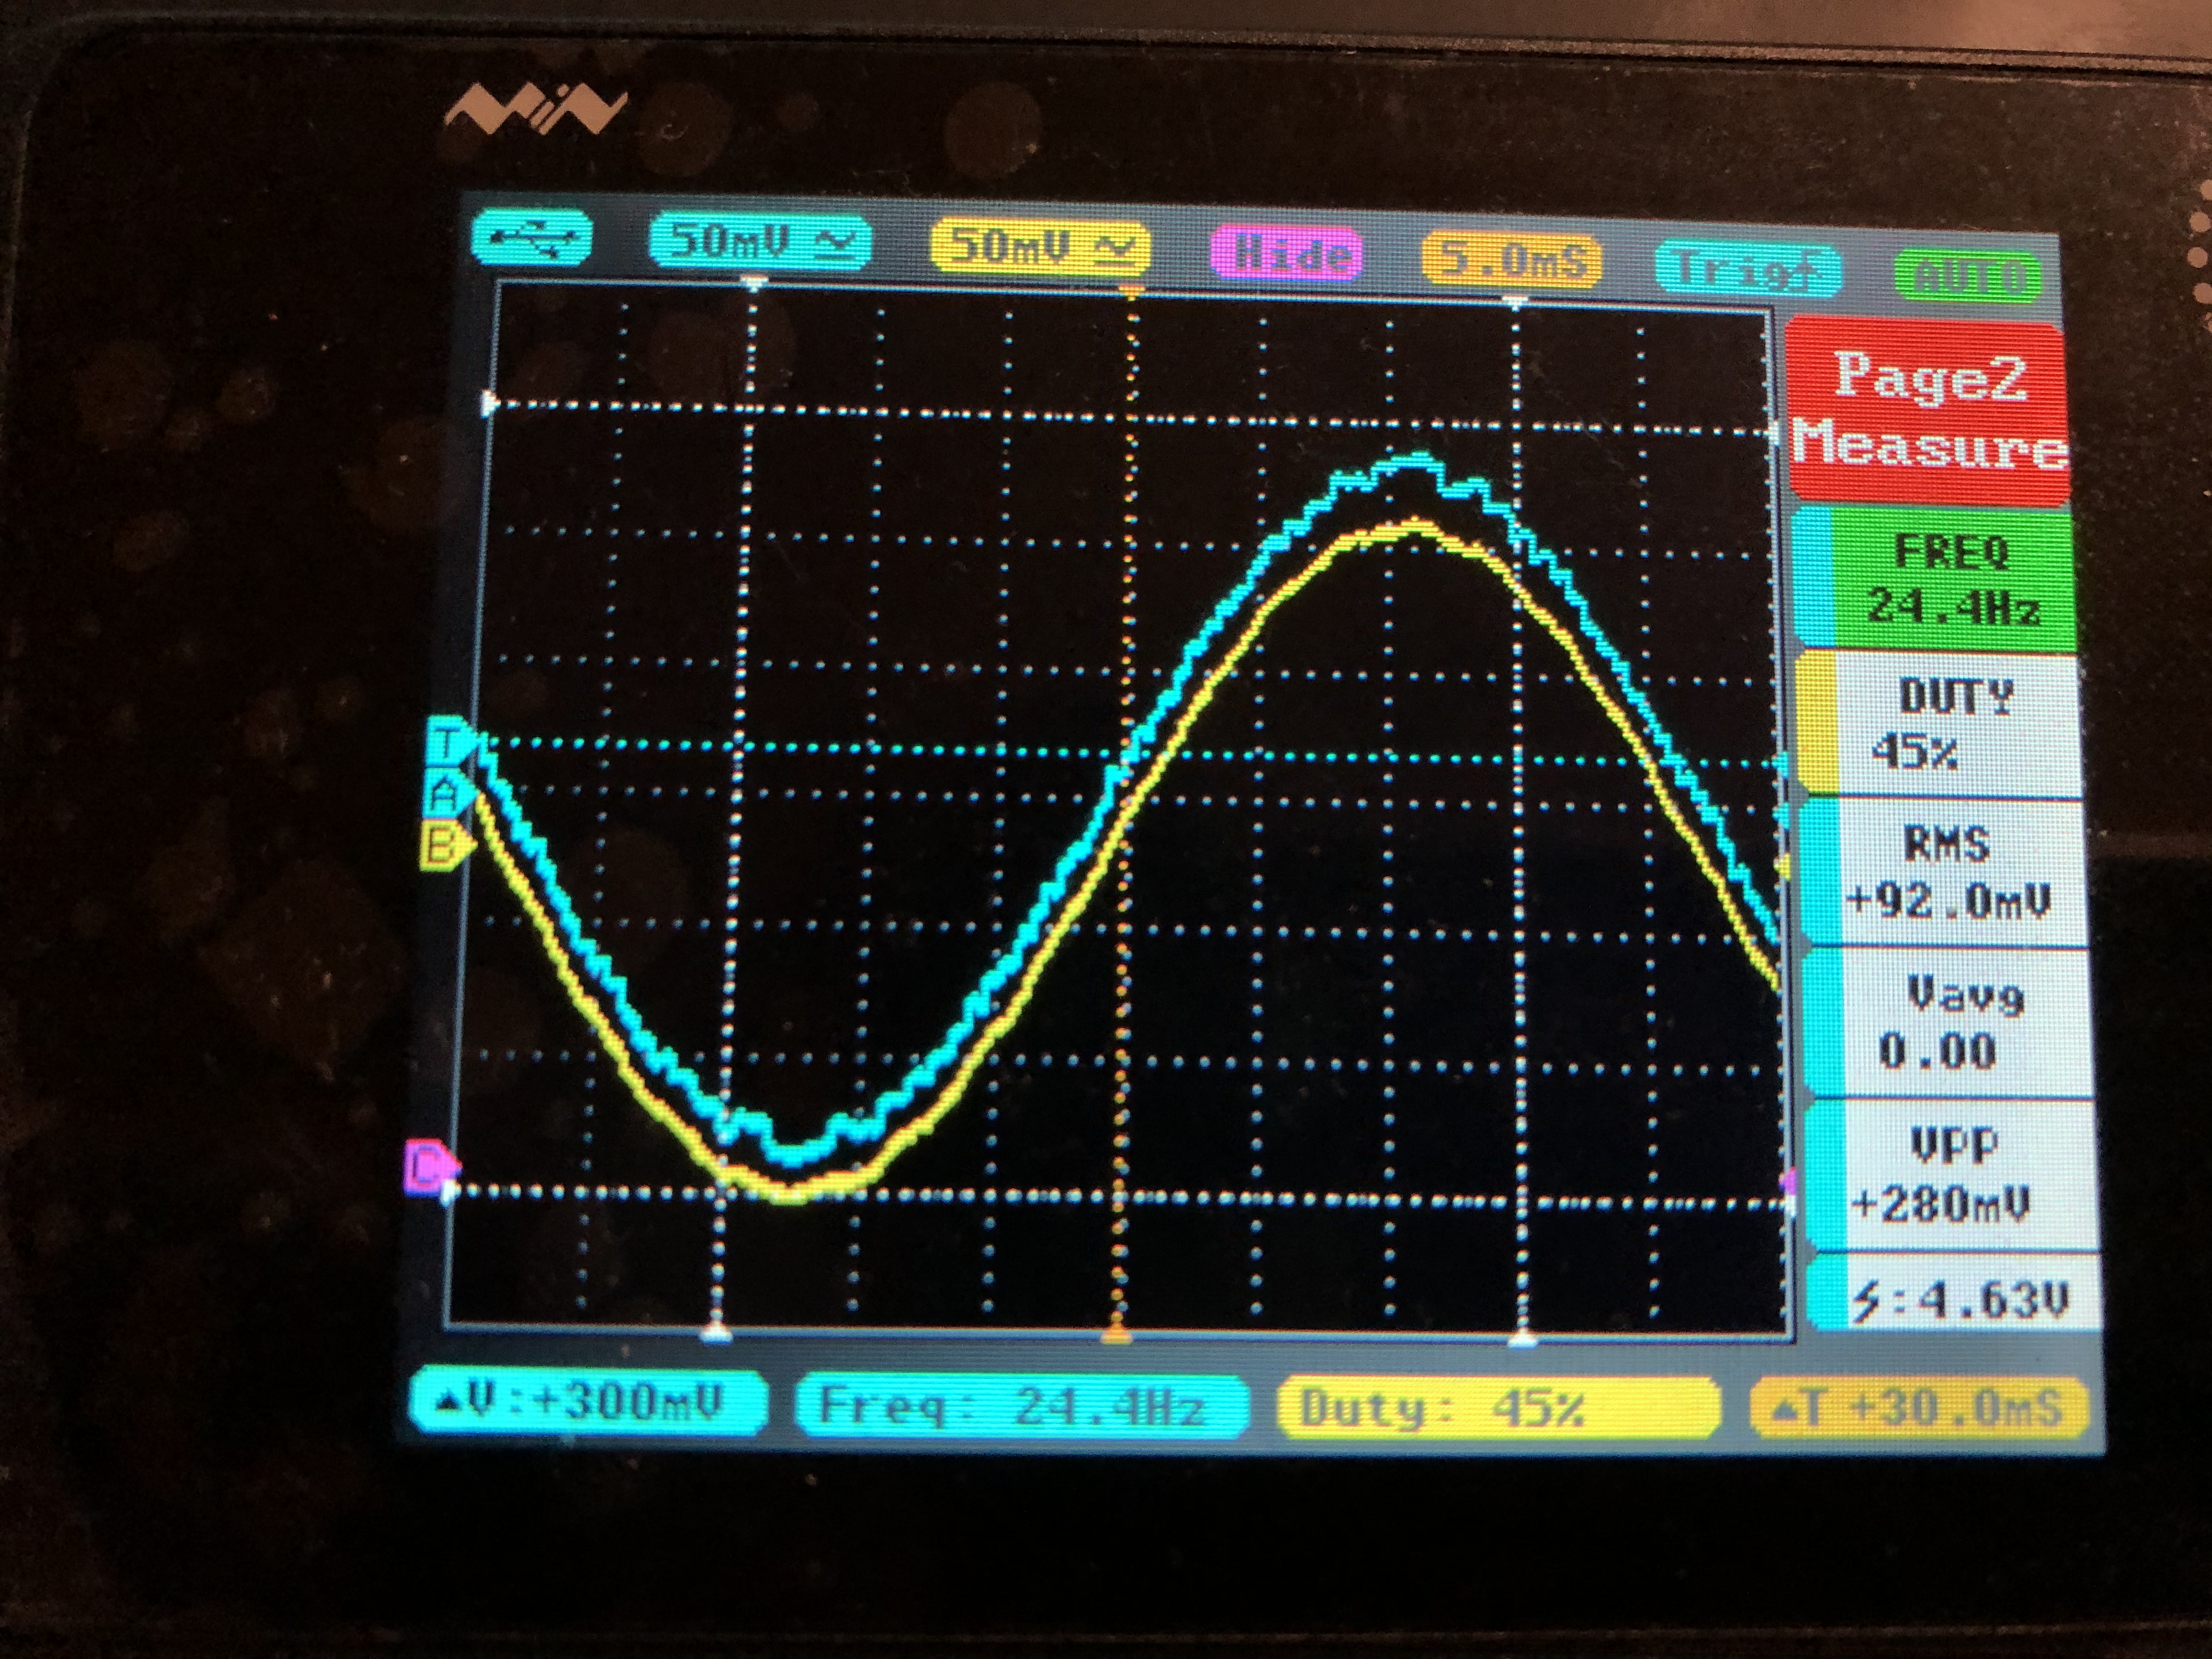 50mV
50mV
Hide
5.0mS
Trig
AUTO
T
A
B
Page2
Measure
FREQ
24.4Hz
DUTY
45%
RMS
+92.0mV
Vavg
0.00
VPP
+280mV
:4.63V
▲V:+300mV
Freq: 24.4Hz
Duty: 45%
▲T +30.0mS